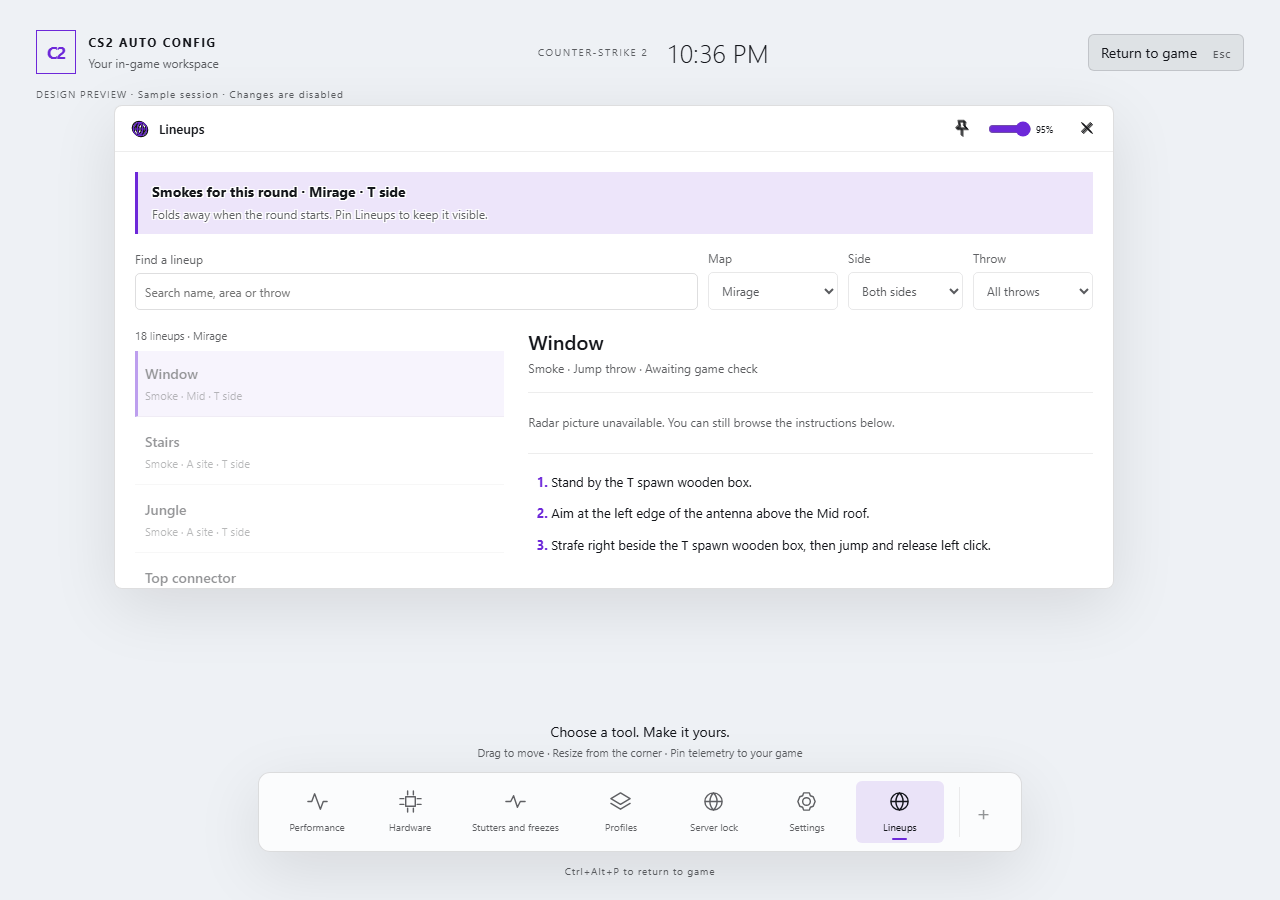 C2
CS2 AUTO CONFIG
Your in-game workspace
COUNTER-STRIKE 2
10:36 PM
Return to game Esc
DESIGN PREVIEW · Sample session · Changes are disabled
Lineups
95%
Smokes for this round · Mirage · T side
Folds away when the round starts. Pin Lineups to keep it visible.
Find a lineup
Search name, area or throw
Map
Mirage
Side
Both sides
Throw
All throws
18 lineups · Mirage
Window
Smoke · Mid · T side
Stairs
Smoke · A site · T side
Jungle
Smoke · A site · T side
Top connector
Window
Smoke · Jump throw · Awaiting game check
Radar picture unavailable. You can still browse the instructions below.
1. Stand by the T spawn wooden box.
2. Aim at the left edge of the antenna above the Mid roof.
3. Strafe right beside the T spawn wooden box, then jump and release left click.
Choose a tool. Make it yours.
Drag to move · Resize from the corner · Pin telemetry to your game
Performance
Hardware
Stutters and freezes
Profiles
Server lock
Settings
Lineups
+
Ctrl+Alt+P to return to game